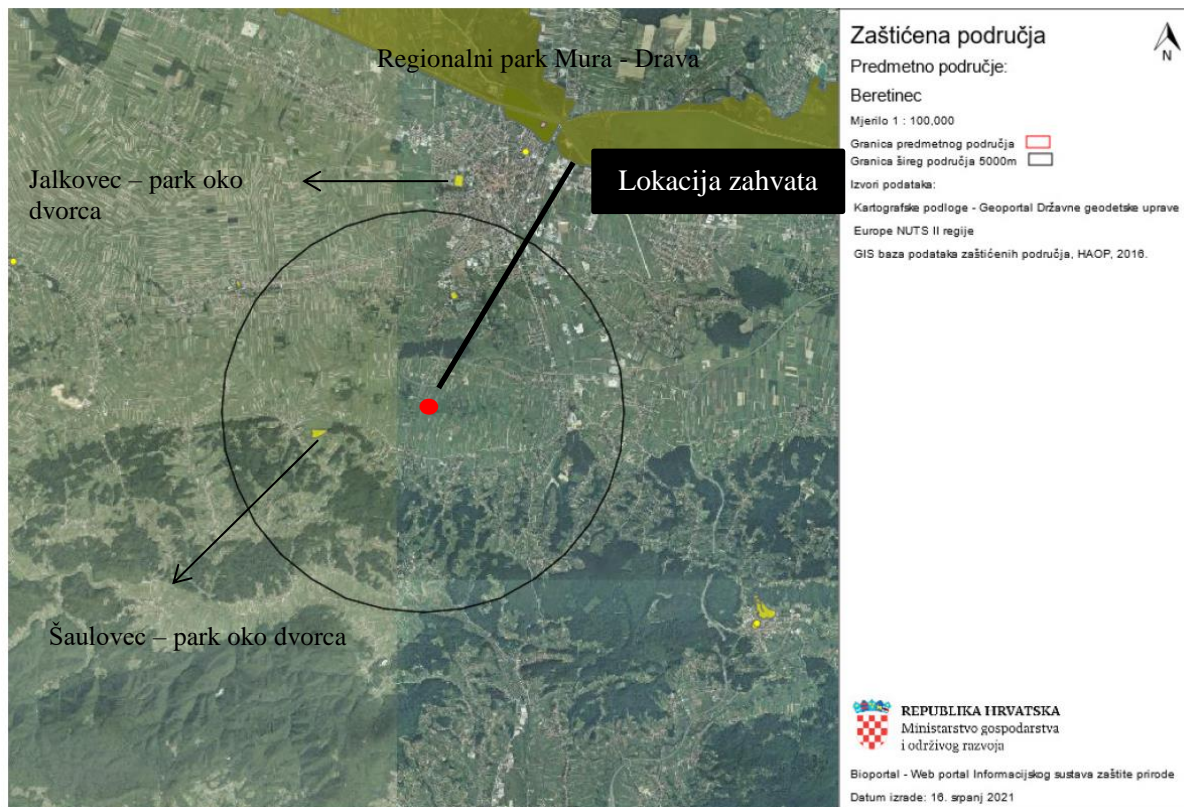 Regionalni park Mura - Drava
Jalkovec – park oko
dvorca
Lokacija zahvata
Šaulovec – park oko dvorca
Zaštićena područja
N
Predmetno područje:
Beretinec
Mjerilo 1 : 100,000
Granica predmetnog područja
Granica šireg područja 5000m
Izvori podataka:
Kartografske podloge - Geoportal Državne geodetske uprave
Europe NUTS II regije
GIS baza podataka zaštićenih područja, HAOP, 2016.
REPUBLIKA HRVATSKA
Ministarstvo gospodarstva
i održivog razvoja
Bioportal - Web portal Informacijskog sustava zaštite prirode
Datum izrade: 16. srpanj 2021